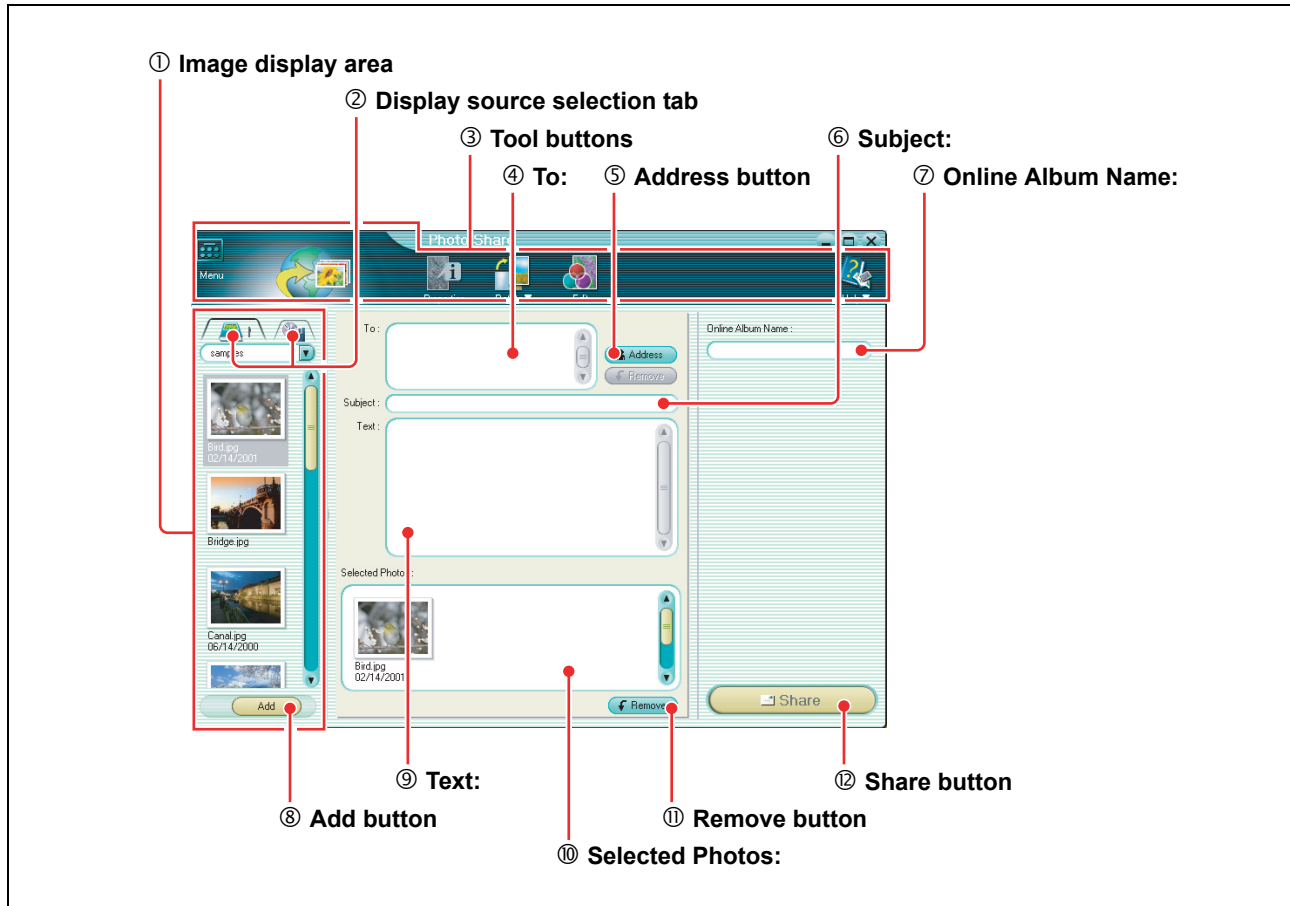 ① Image display area
② Display source selection tab
③ Tool buttons
⑥ Subject:
④ To:
⑤ Address button
⑦ Online Album Name:
Photo Share
Menu
To :
Address
Remove
Online Album Name :
samples
Subject :
Text :
Bird.jpg
02/14/2001
Bridge.jpg
Canal.jpg
06/14/2000
Selected Photos :
Bird.jpg
02/14/2001
Add
Remove
Share
⑨ Text:
⑫ Share button
⑧ Add button
⑪ Remove button
⑩ Selected Photos: